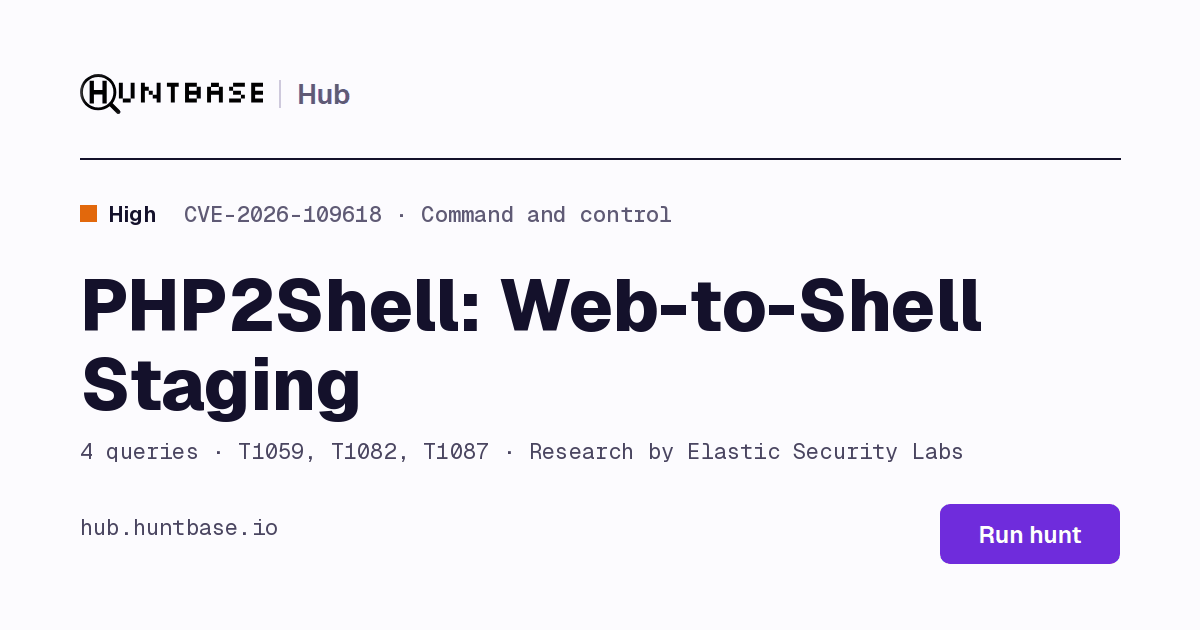 HUNTBASE | Hub
High CVE-2026-109618 · Command and control
PHP2Shell: Web-to-Shell
Staging
4 queries · T1059, T1082, T1087 · Research by Elastic Security Labs
hub.huntbase.io
Run hunt